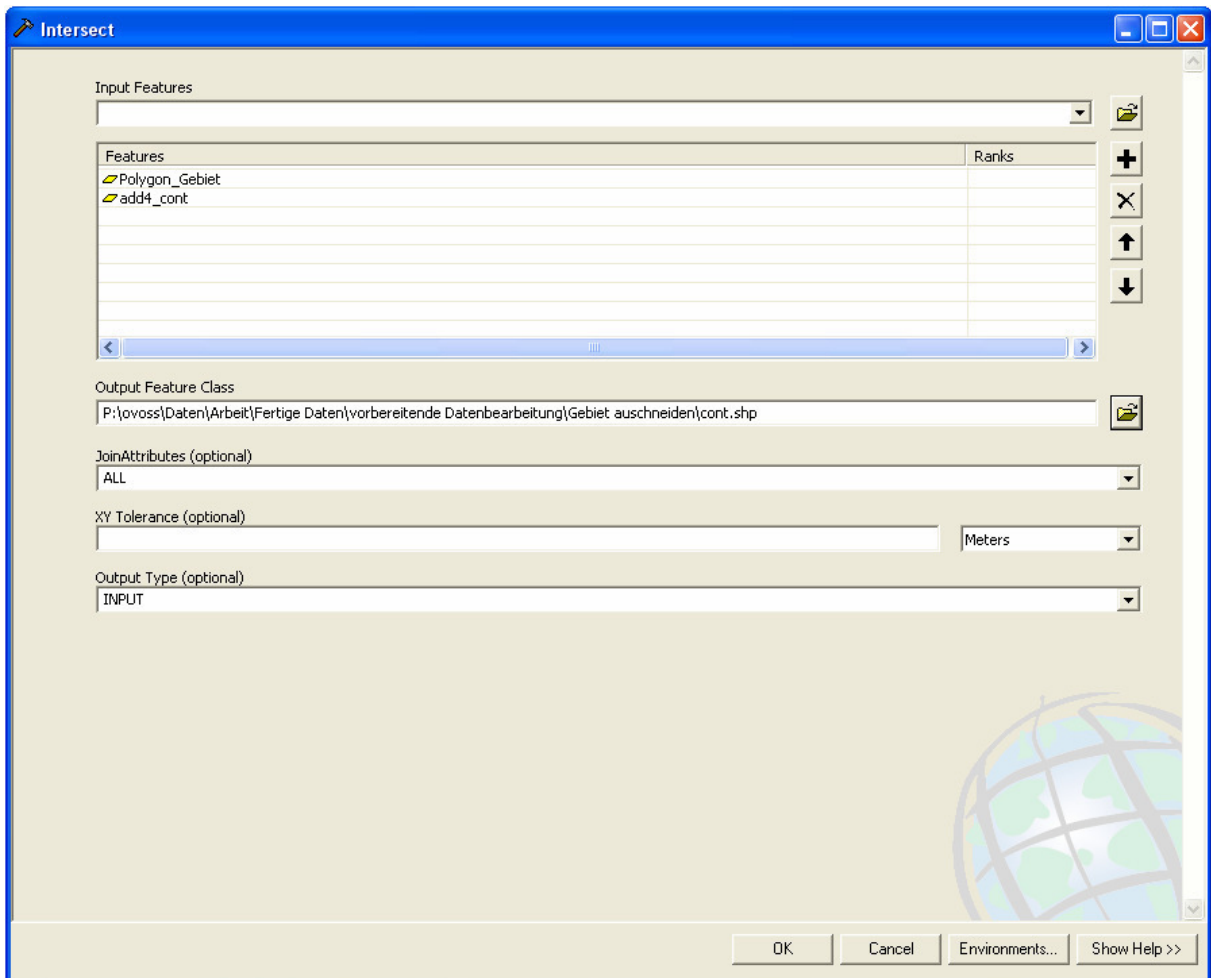 Intersect
Input Features
Features Ranks
Polygon_Gebiet
add4_cont
Output Feature Class
P:\ovoss\Daten\Arbeit\Fertige Daten\vorbereitende Datenbearbeitung\Gebiet auschneiden\cont.shp
JoinAttributes (optional)
ALL
XY Tolerance (optional)
Meters
Output Type (optional)
INPUT
OK Cancel Environments... Show Help >>